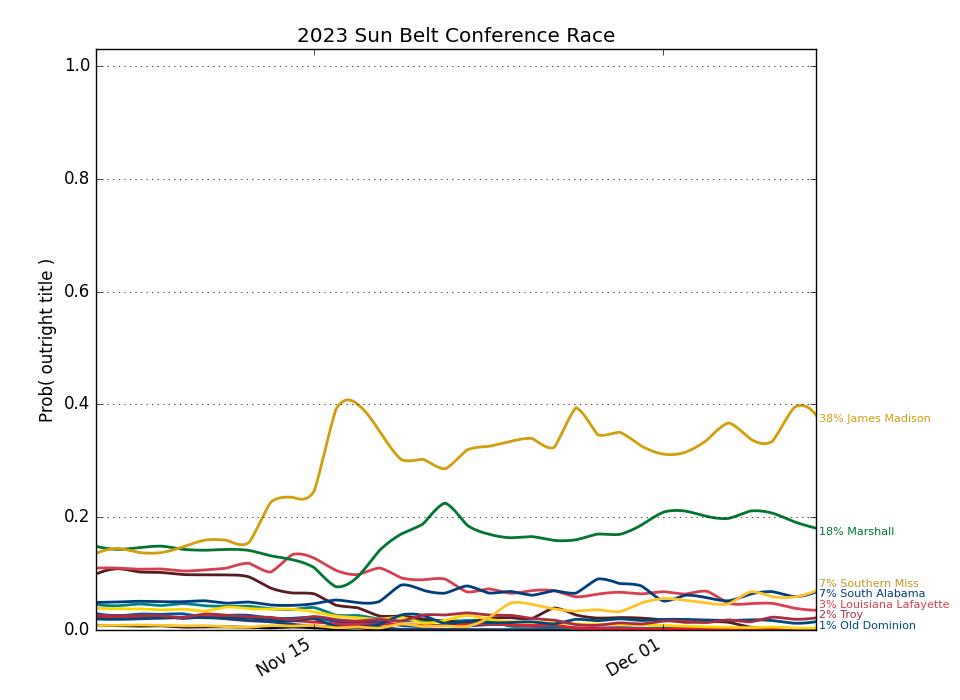 2023 Sun Belt Conference Race
Prob( outright title )
1.0
0.8
0.6
0.4
0.2
0.0
Nov 15
Dec 01
38% James Madison
18% Marshall
7% Southern Miss
7% South Alabama
3% Louisiana Lafayette
2% Troy
1% Old Dominion